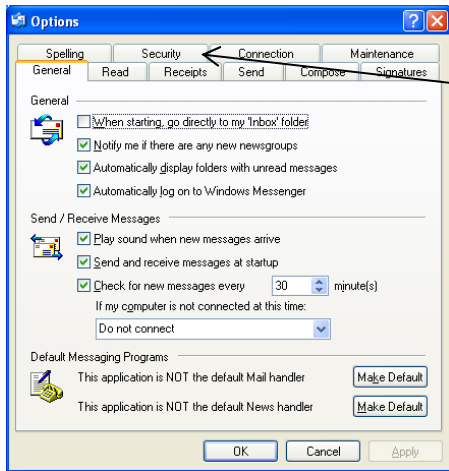 Options
Spelling Security Connection Maintenance
General Read Receipts Send Compose Signatures
General
When starting, go directly to my 'Inbox' folder
Notify me if there are any new newsgroups
Automatically display folders with unread messages
Automatically log on to Windows Messenger
Send / Receive Messages
Play sound when new messages arrive
Send and receive messages at startup
Check for new messages every 30 minute(s)
If my computer is not connected at this time:
Do not connect
Default Messaging Programs
This application is NOT the default Mail handler Make Default
This application is NOT the default News handler Make Default
OK Cancel Apply